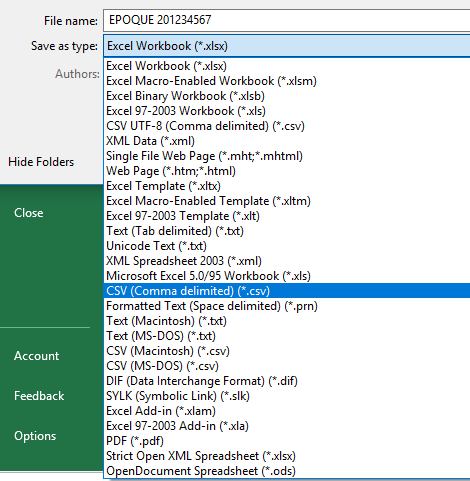 File name: EPOQUE 201234567
Save as type: Excel Workbook (*.xlsx)
Authors:
Excel Workbook (*.xlsx)
Excel Macro-Enabled Workbook (*.xlsm)
Excel Binary Workbook (*.xlsb)
Excel 97-2003 Workbook (*.xls)
CSV UTF-8 (Comma delimited) (*.csv)
XML Data (*.xml)
Single File Web Page (*.mht;*.mhtml)
Web Page (*.htm;*.html)
Excel Template (*.xltx)
Excel Macro-Enabled Template (*.xltm)
Excel 97-2003 Template (*.xlt)
Text (Tab delimited) (*.txt)
Unicode Text (*.txt)
XML Spreadsheet 2003 (*.xml)
Microsoft Excel 5.0/95 Workbook (*.xls)
CSV (Comma delimited) (*.csv)
Formatted Text (Space delimited) (*.prn)
Text (Macintosh) (*.txt)
Text (MS-DOS) (*.txt)
CSV (Macintosh) (*.csv)
CSV (MS-DOS) (*.csv)
DIF (Data Interchange Format) (*.dif)
SYLK (Symbolic Link) (*.slk)
Excel Add-in (*.xlam)
Excel 97-2003 Add-in (*.xla)
PDF (*.pdf)
Strict Open XML Spreadsheet (*.xlsx)
OpenDocument Spreadsheet (*.ods)
Hide Folders
Close
Account
Feedback
Options